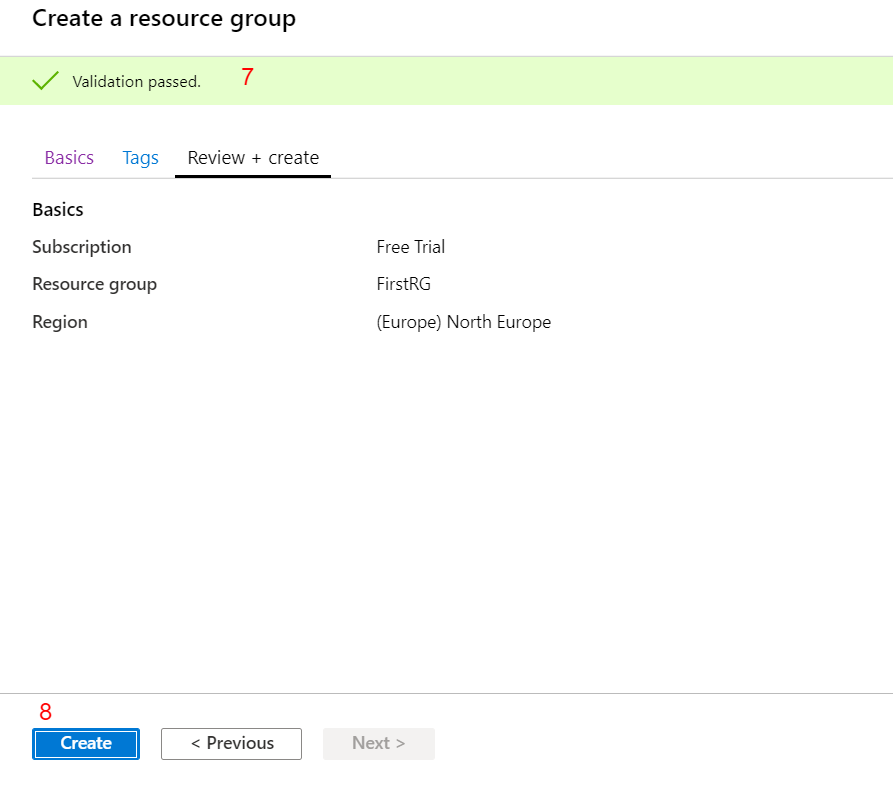 Create a resource group
Validation passed. 7
Basics Tags Review + create
Basics
Subscription Free Trial
Resource group FirstRG
Region (Europe) North Europe
8
Create < Previous Next >